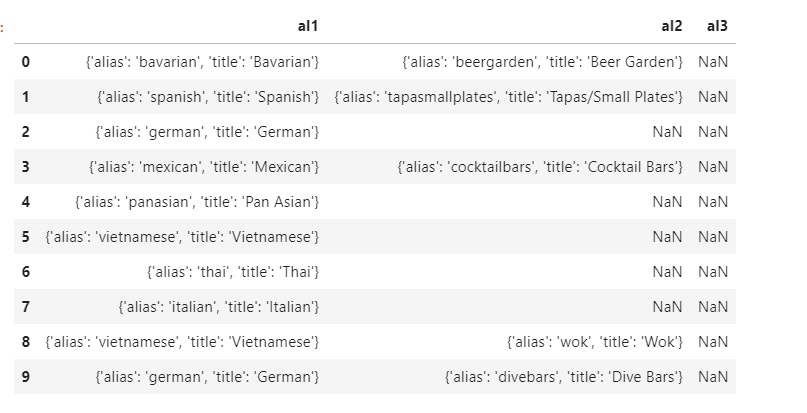 :
al1 al2 al3
0 {'alias': 'bavarian', 'title': 'Bavarian'} {'alias': 'beergarden', 'title': 'Beer Garden'} NaN
1 {'alias': 'spanish', 'title': 'Spanish'} {'alias': 'tapasmallplates', 'title': 'Tapas/Small Plates'} NaN
2 {'alias': 'german', 'title': 'German'} NaN NaN
3 {'alias': 'mexican', 'title': 'Mexican'} {'alias': 'cocktailbars', 'title': 'Cocktail Bars'} NaN
4 {'alias': 'panasian', 'title': 'Pan Asian'} NaN NaN
5 {'alias': 'vietnamese', 'title': 'Vietnamese'} NaN NaN
6 {'alias': 'thai', 'title': 'Thai'} NaN NaN
7 {'alias': 'italian', 'title': 'Italian'} NaN NaN
8 {'alias': 'vietnamese', 'title': 'Vietnamese'} {'alias': 'wok', 'title': 'Wok'} NaN
9 {'alias': 'german', 'title': 'German'} {'alias': 'divebars', 'title': 'Dive Bars'} NaN